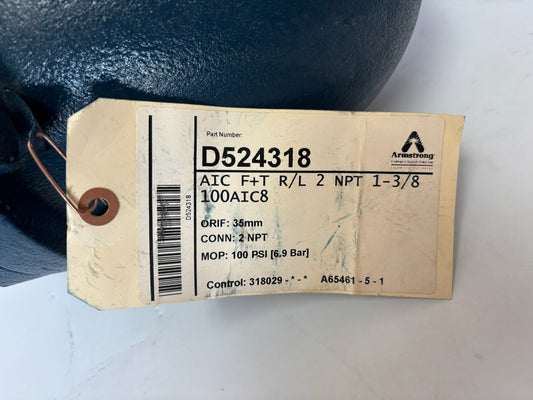 Part Number:
D524318
Armstrong
AIC F+T R/L 2 NPT 1-3/8
100AIC8
D524318
ORIF: 35mm
CONN: 2 NPT
MOP: 100 PSI [6.9 Bar]
Control: 318029 - * - * A65461 - 5 - 1